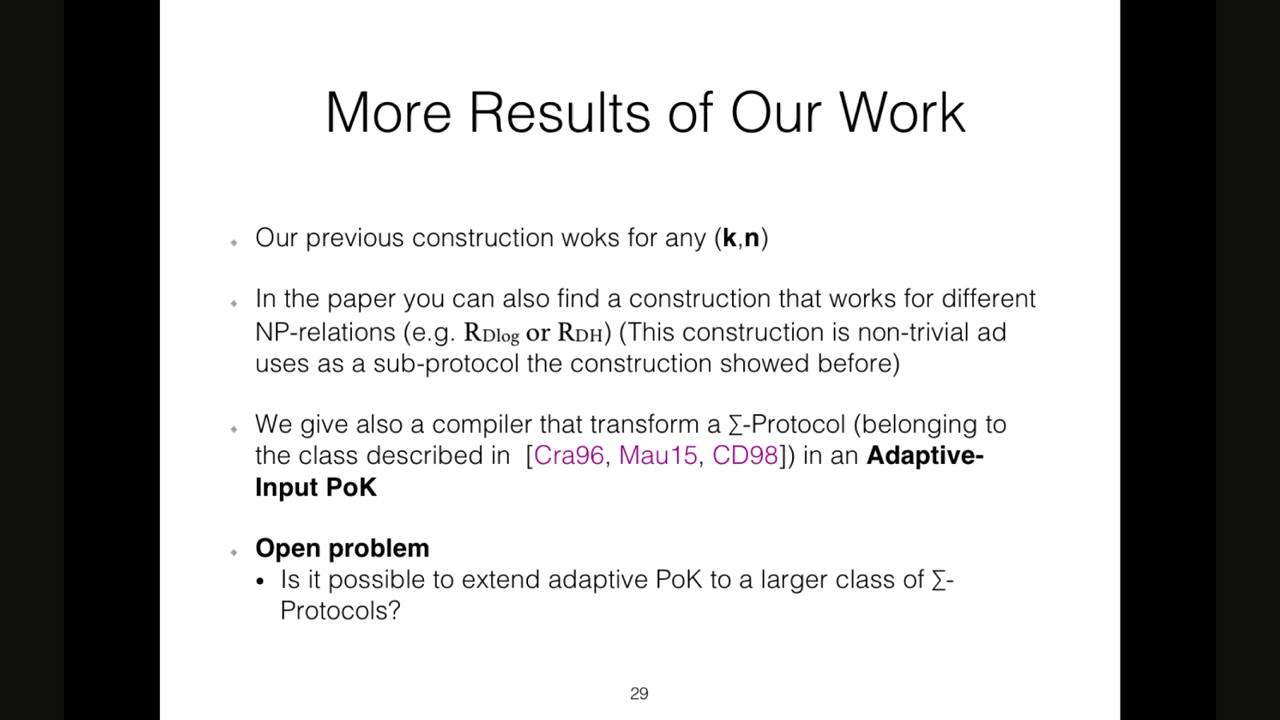 More Results of Our Work
Our previous construction woks for any (k,n)
In the paper you can also find a construction that works for different
NP-relations (e.g. RDlog or RDH) (This construction is non-trivial ad
uses as a sub-protocol the construction showed before)
We give also a compiler that transform a ∑-Protocol (belonging to
the class described in [Cra96, Mau15, CD98]) in an Adaptive-
Input PoK
Open problem
• Is it possible to extend adaptive PoK to a larger class of ∑-
Protocols?
29